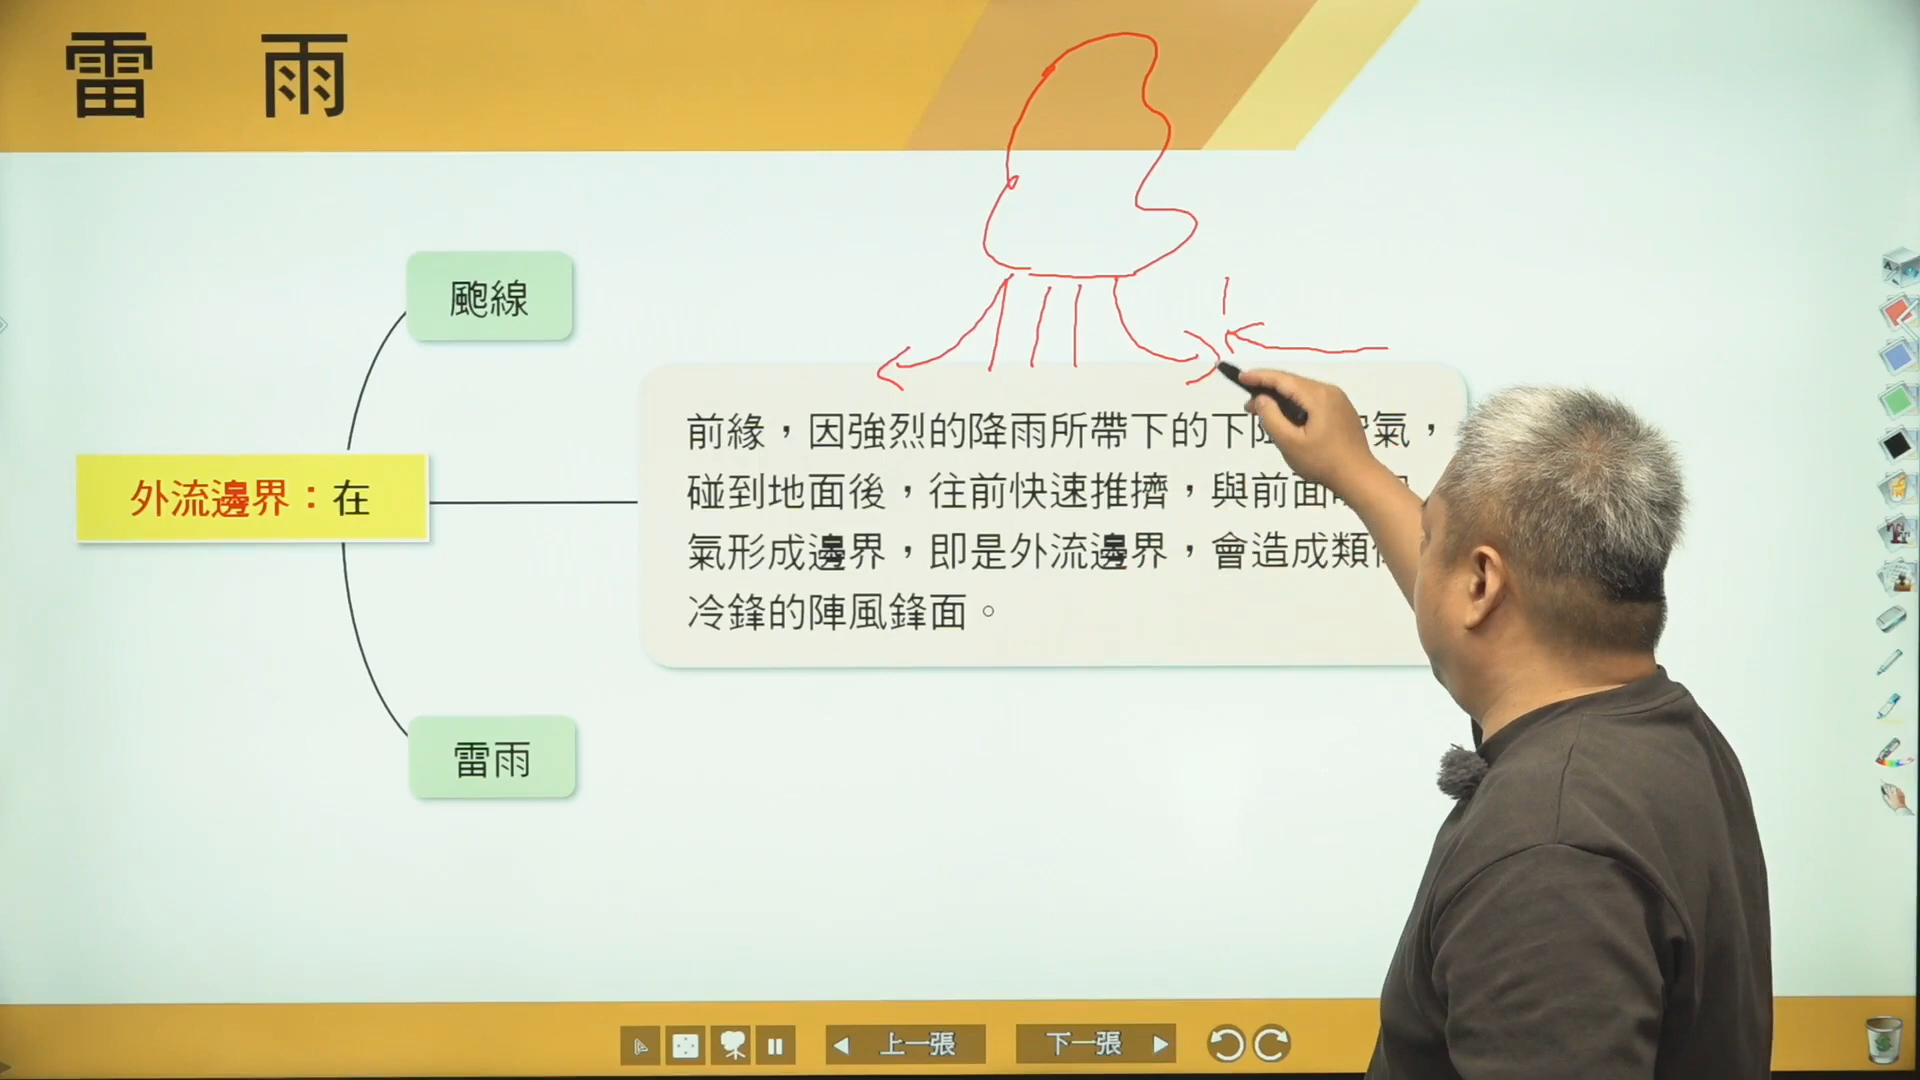 雷 雨
颮線
外流邊界：在
前緣，因強烈的降雨所帶下的下 氣，
碰到地面後，往前快速推擠，與前面
氣形成邊界，即是外流邊界，會造成類
冷鋒的陣風鋒面。
雷雨
上一張
下一張